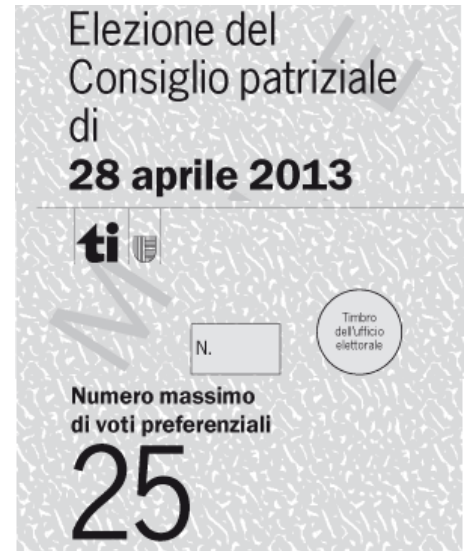 Elezione del
Consiglio patriziale
di
28 aprile 2013
ti
N.
Timbro
dell'ufficio
elettorale
Numero massimo
di voti preferenziali
25